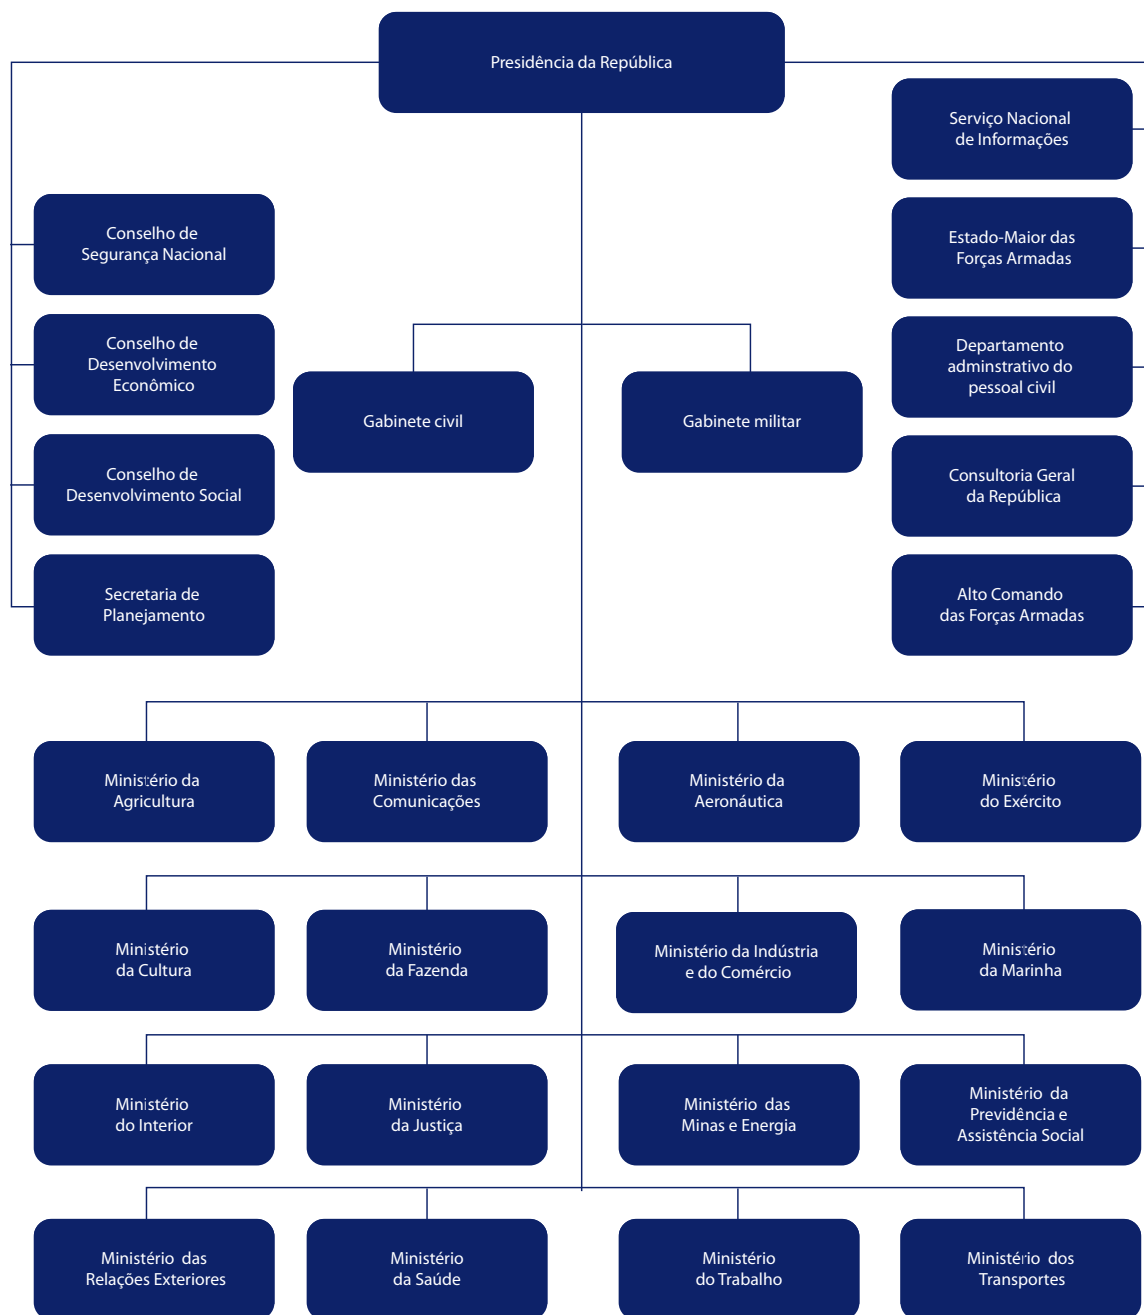 Presidência da República
Serviço Nacional
de Informações
Conselho de
Segurança Nacional
Estado-Maior das
Forças Armadas
Conselho de
Desenvolvimento
Econômico
Departamento
adminstrativo do
pessoal civil
Gabinete civil
Gabinete militar
Conselho de
Desenvolvimento Social
Consultoria Geral
da República
Secretaria de
Planejamento
Alto Comando
das Forças Armadas
Ministério da
Agricultura
Ministério das
Comunicações
Ministério da
Aeronáutica
Ministério
do Exército
Ministério
da Cultura
Ministério
da Fazenda
Ministério da Indústria
e do Comércio
Ministério
da Marinha
Ministério
do Interior
Ministério
da Justiça
Ministério das
Minas e Energia
Ministério da
Previdência e
Assistência Social
Ministério das
Relações Exteriores
Ministério
da Saúde
Ministério
do Trabalho
Ministério dos
Transportes